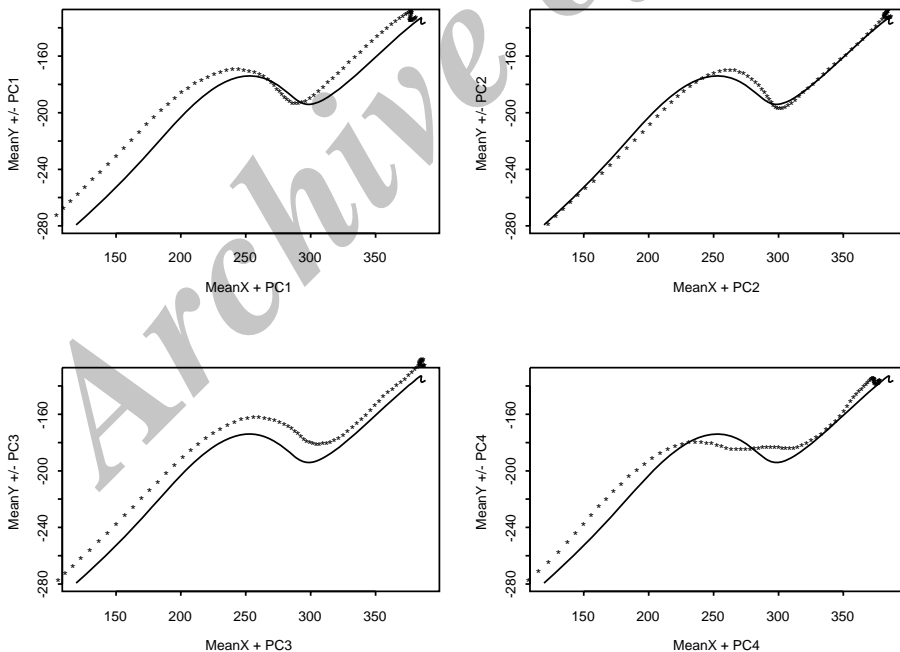 MeanY +/- PC1
-160
-200
-240
-280
150 200 250 300 350
MeanX + PC1
MeanY +/- PC2
-160
-200
-240
-280
150 200 250 300 350
MeanX + PC2
MeanY +/- PC3
-160
-200
-240
-280
150 200 250 300 350
MeanX + PC3
MeanY +/- PC4
-160
-200
-240
-280
150 200 250 300 350
MeanX + PC4
Archive